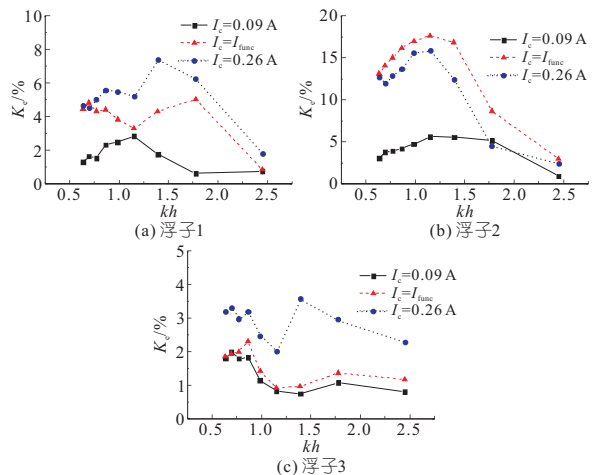 10
8
6
4
2
0
K_e/%
I_c=0.09 A
I_c=I_func
I_c=0.26 A
0.5 1.0 1.5 2.0 2.5
kh
(a) 浮子1
20
15
10
5
0
K_e/%
I_c=0.09 A
I_c=I_func
I_c=0.26 A
0.5 1.0 1.5 2.0 2.5
kh
(b) 浮子2
5
4
3
2
1
0
K_e/%
I_c=0.09 A
I_c=I_func
I_c=0.26 A
0.5 1.0 1.5 2.0 2.5
kh
(c) 浮子3